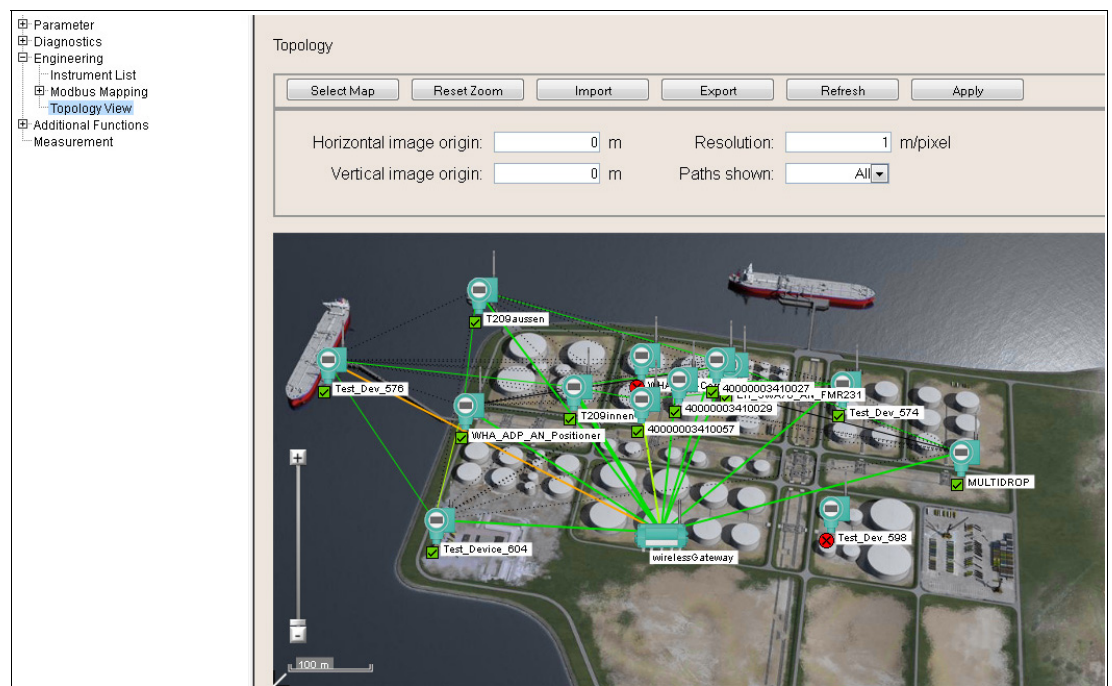 Parameter
Diagnostics
Engineering
Instrument List
Modbus Mapping
Topology View
Additional Functions
Measurement
Topology
Select Map Reset Zoom Import Export Refresh Apply
Horizontal image origin: 0 m Resolution: 1 m/pixel
Vertical image origin: 0 m Paths shown: All
T209aussen
Test_Dev_576
40000003410027
40000003410029
Test_Dev_574
T209innen
40000003410057
WHA_ADP_AN_Positioner
MULTIDROP
Test_Dev_598
Test_Device_604
wirelessGateway
+
-
100 m